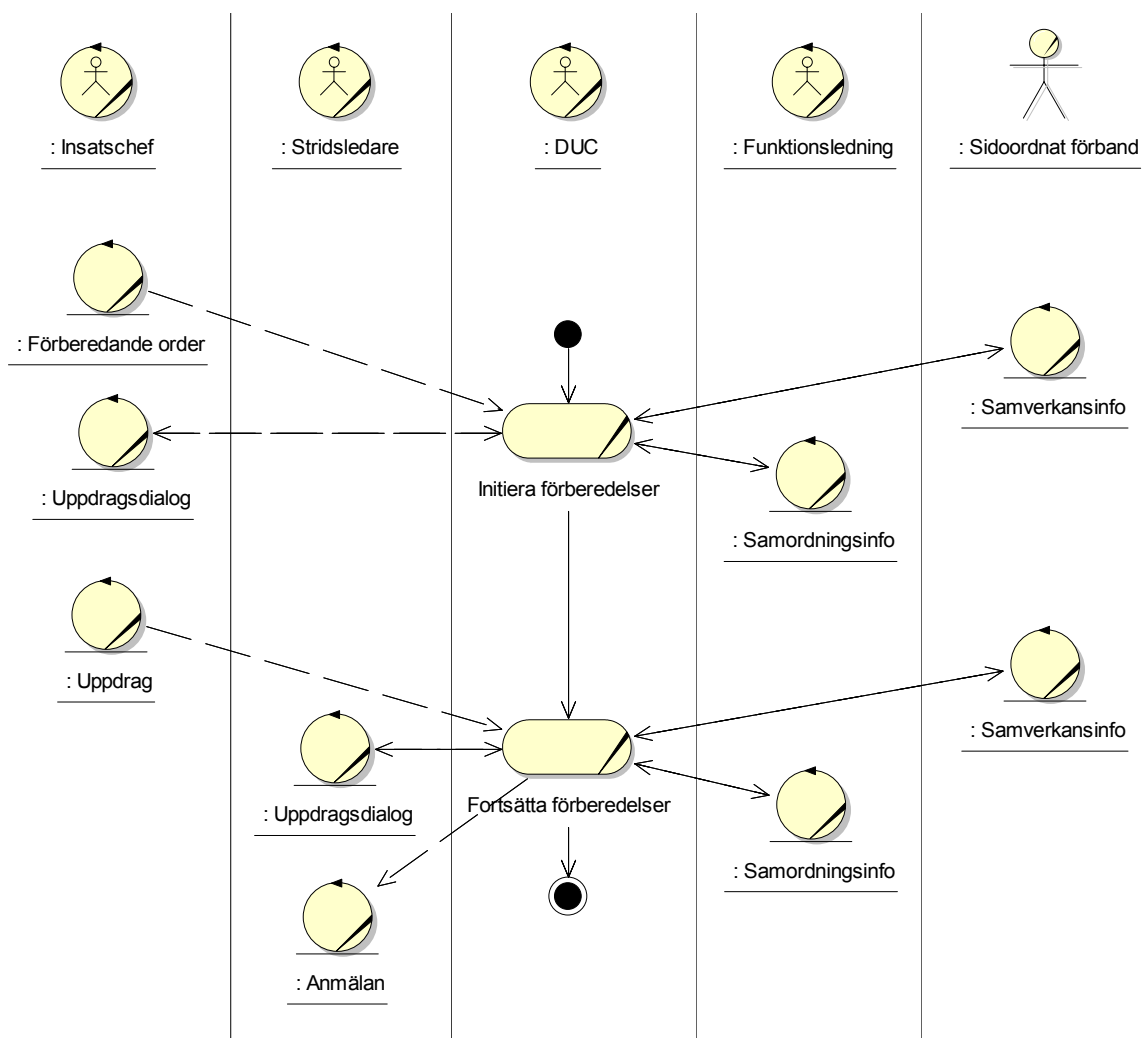 : Insatschef
: Stridsledare
: DUC
: Funktionsledning
: Sidoordnat förband
: Förberedande order
: Samverkansinfo
: Uppdragsdialog
Initiera förberedelser
: Samordningsinfo
: Uppdrag
: Samverkansinfo
: Uppdragsdialog
Fortsätta förberedelser
: Samordningsinfo
: Anmälan